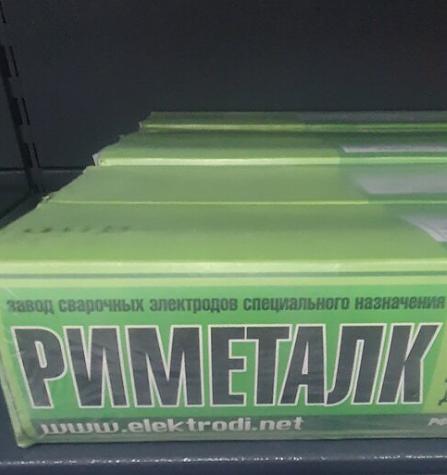 завод сварочных электродов специального назначения
РИМЕТАЛК
www.elektrodi.net